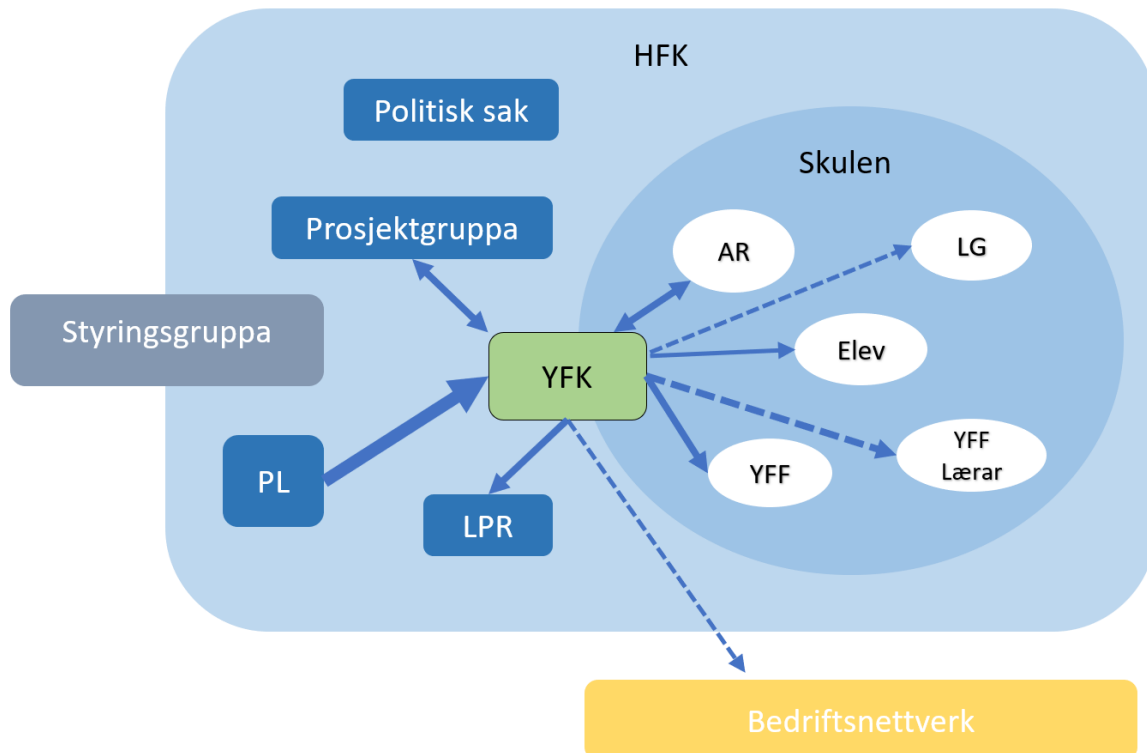 HFK
Politisk sak
Skulen
Prosjektgruppa
AR
LG
Styringsgruppa
Elev
YFK
YFF
Lærar
YFF
PL
LPR
Bedriftsnettverk